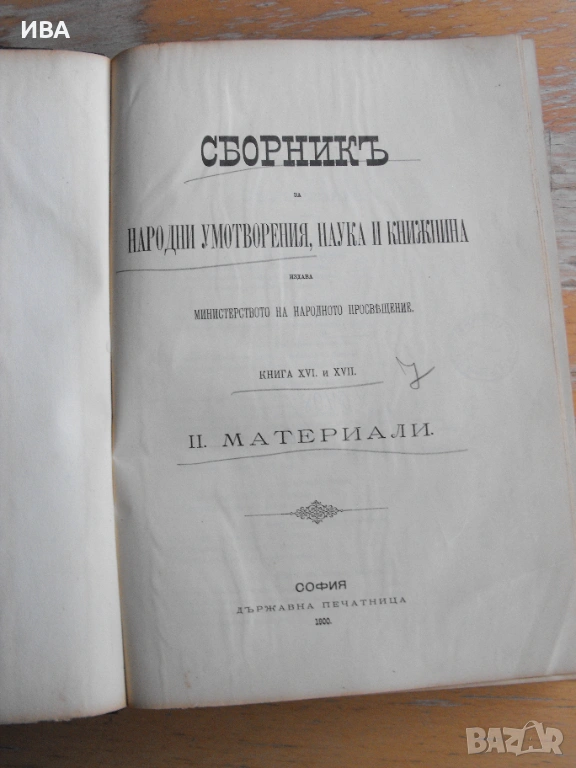 ИВА
СБОРНИКЪ
ЗА
НАРОДНИ УМОТВОРЕНИЯ, НАУКА И КНИЖНИНА
ИЗДАВА
МИНИСТЕРСТВОТО НА НАРОДНОТО ПРОСВѢЩЕНИЕ.
КНИГА XVI. и XVII.
II. МАТЕРИАЛИ.
СОФИЯ
ДЪРЖАВНА ПЕЧАТНИЦА
1900.
BAZAR